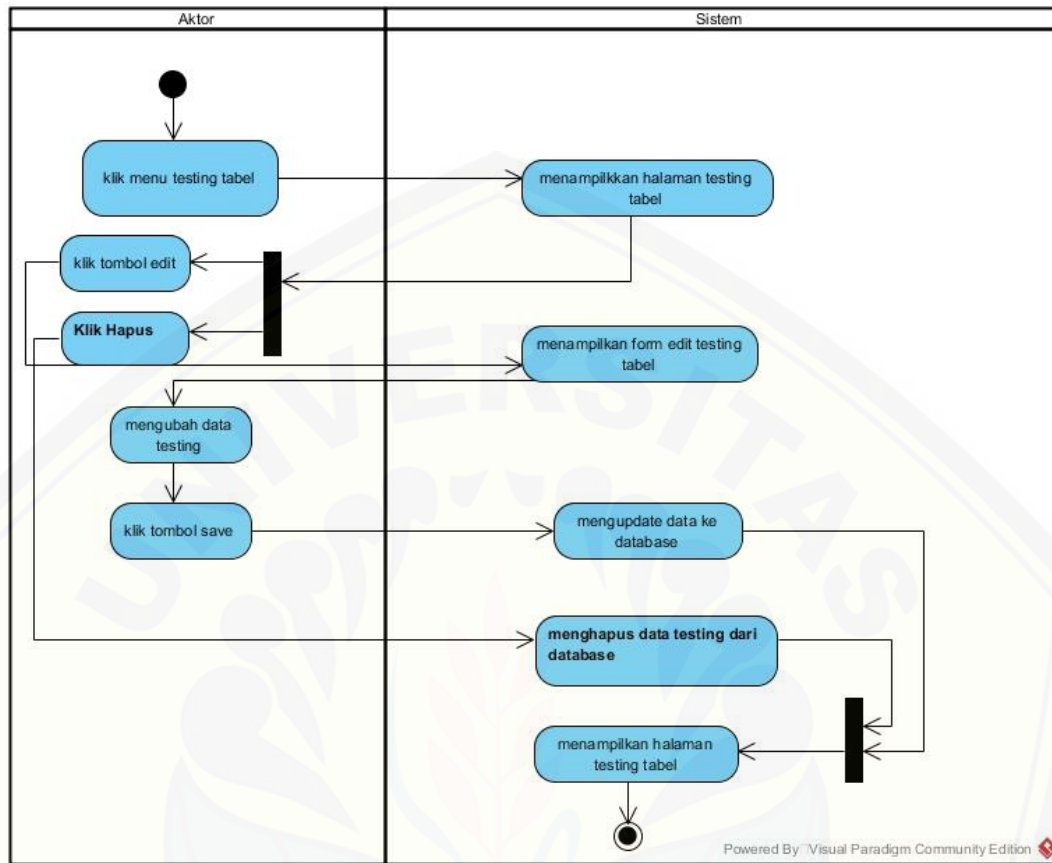 Aktor
Sistem
klik menu testing tabel
menampilkkan halaman testing
tabel
klik tombol edit
Klik Hapus
menampilkan form edit testing
tabel
mengubah data
testing
klik tombol save
mengupdate data ke
database
menghapus data testing dari
database
menampilkan halaman
testing tabel
UNIVERSITAS
Powered By Visual Paradigm Community Edition